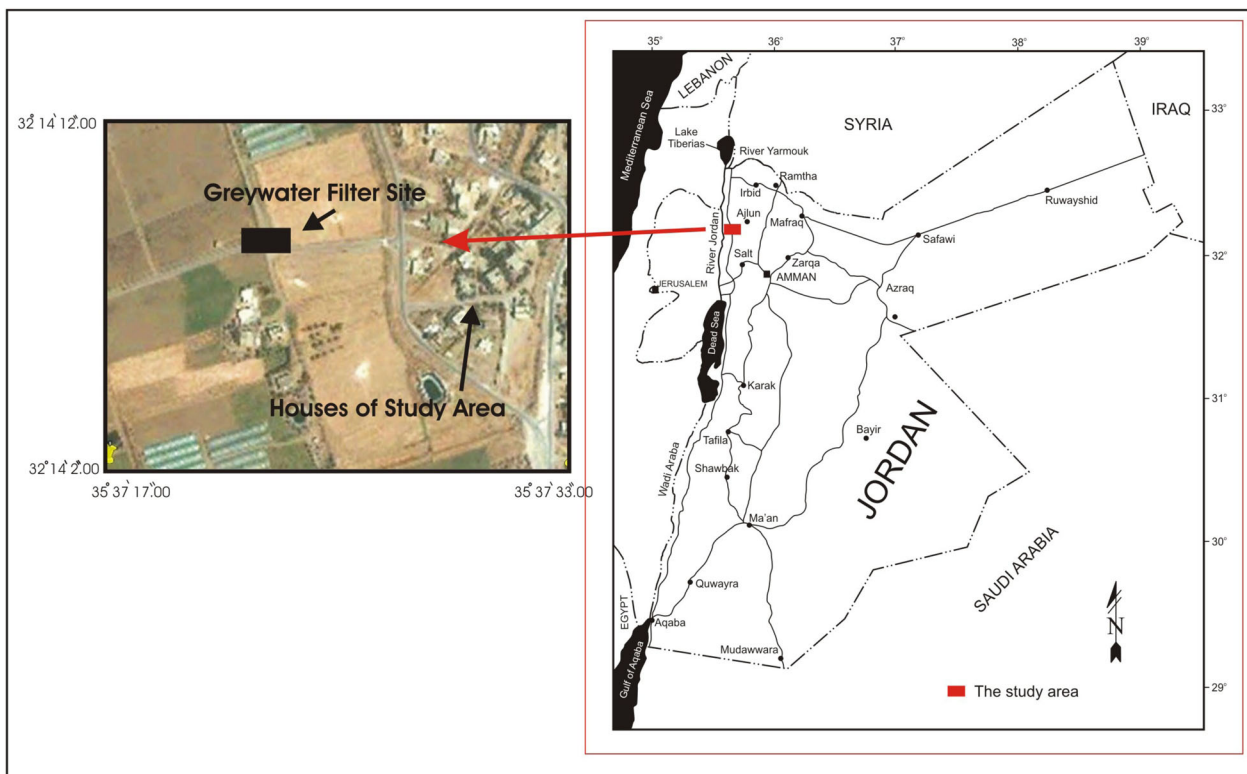 32° 14' 12.00
Greywater Filter Site
Houses of Study Area
32° 14' 2.00
35° 37' 17.00
35° 37' 33.00
35°
36°
37°
38°
39°
33°
32°
31°
30°
29°
Mediterranean Sea
LEBANON
SYRIA
IRAQ
Lake
Tiberias
River Yarmouk
Ramtha
Irbid
Ajlun
Mafraq
Ruwayshid
Safawi
River Jordan
Salt
Zarqa
AMMAN
JERUSALEM
Azraq
Dead Sea
Karak
Bayir
Tafila
JORDAN
Shawbak
Wadi Araba
Ma'an
SAUDI ARABIA
Quwayra
EGYPT
Aqaba
Mudawwara
Gulf of Aqaba
N
The study area